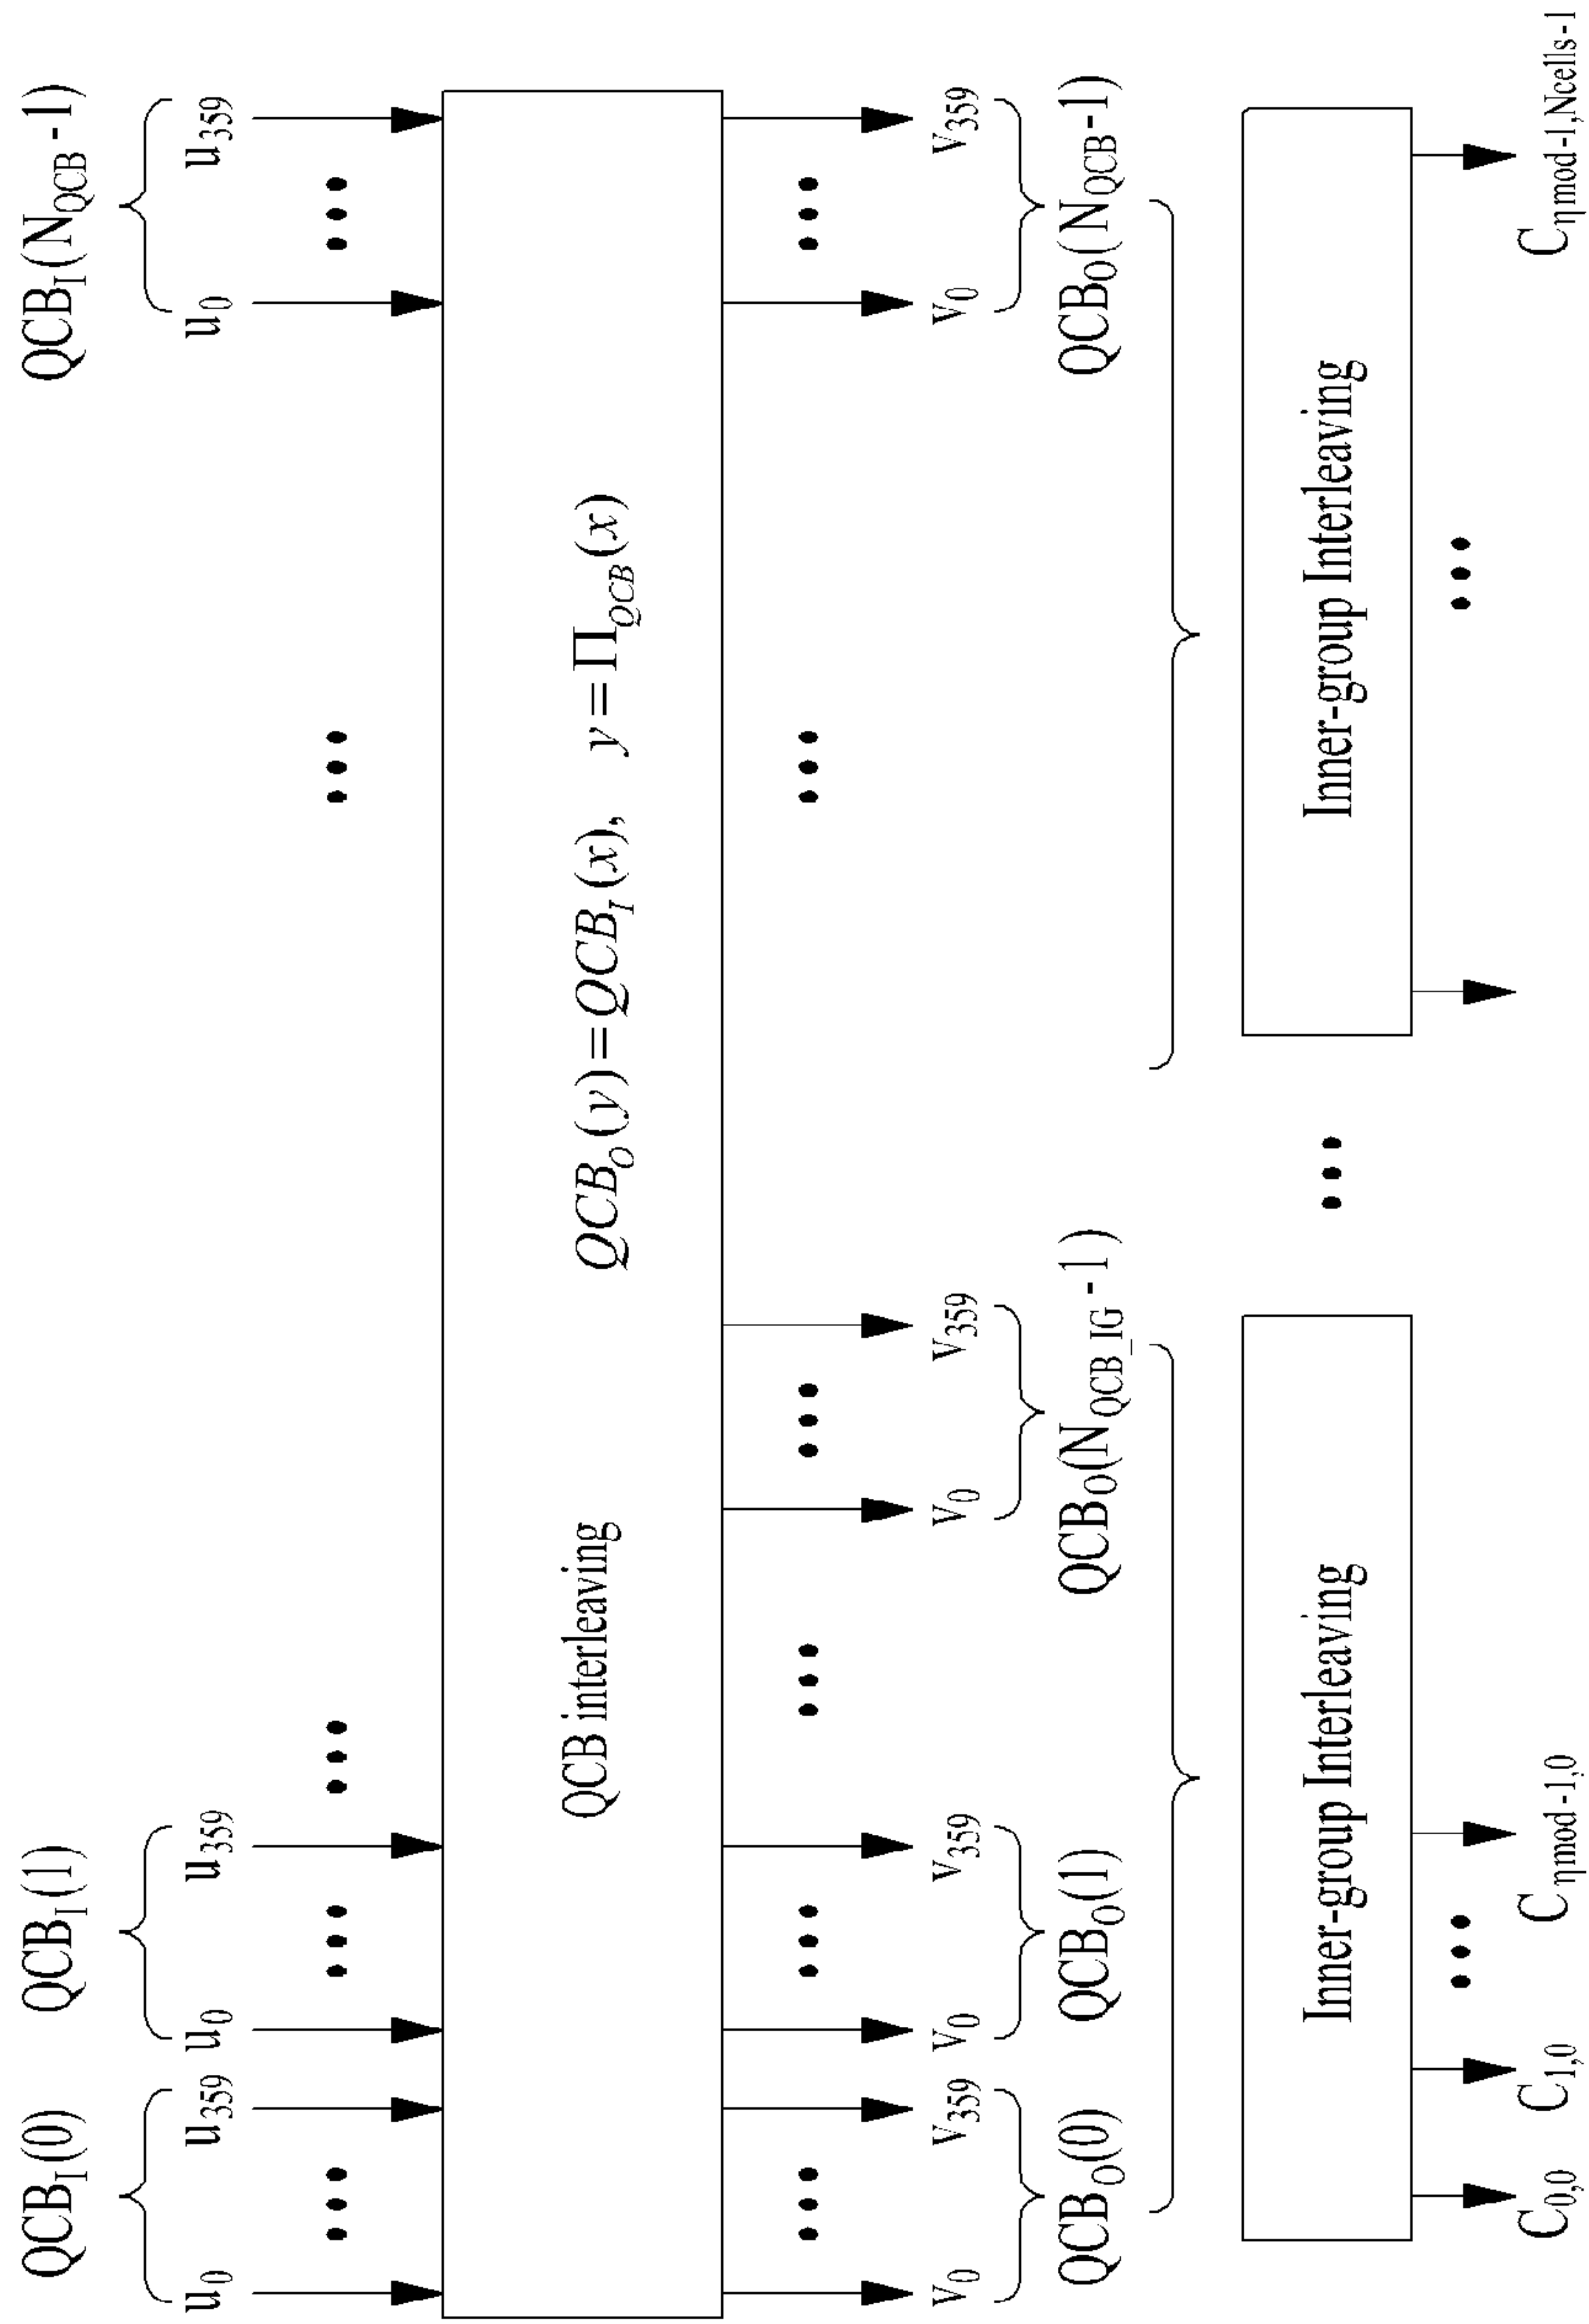 QCB_I(0) QCB_I(1) QCB_I(N_QCB-1)
u_0 u_359 u_0 u_359 u_0 u_359
QCB interleaving QCB_O(y)=QCB_I(x), y=Π_QCB(x)
v_0 v_359 v_0 v_359 v_0 v_359 v_0 v_359
QCB_O(0) QCB_O(1) QCB_O(N_QCB_IG-1) QCB_O(N_QCB-1)
Inner-group Interleaving Inner-group Interleaving
C_0,0 C_1,0 C_ηmod-1,0 C_ηmod-1,Ncells-1